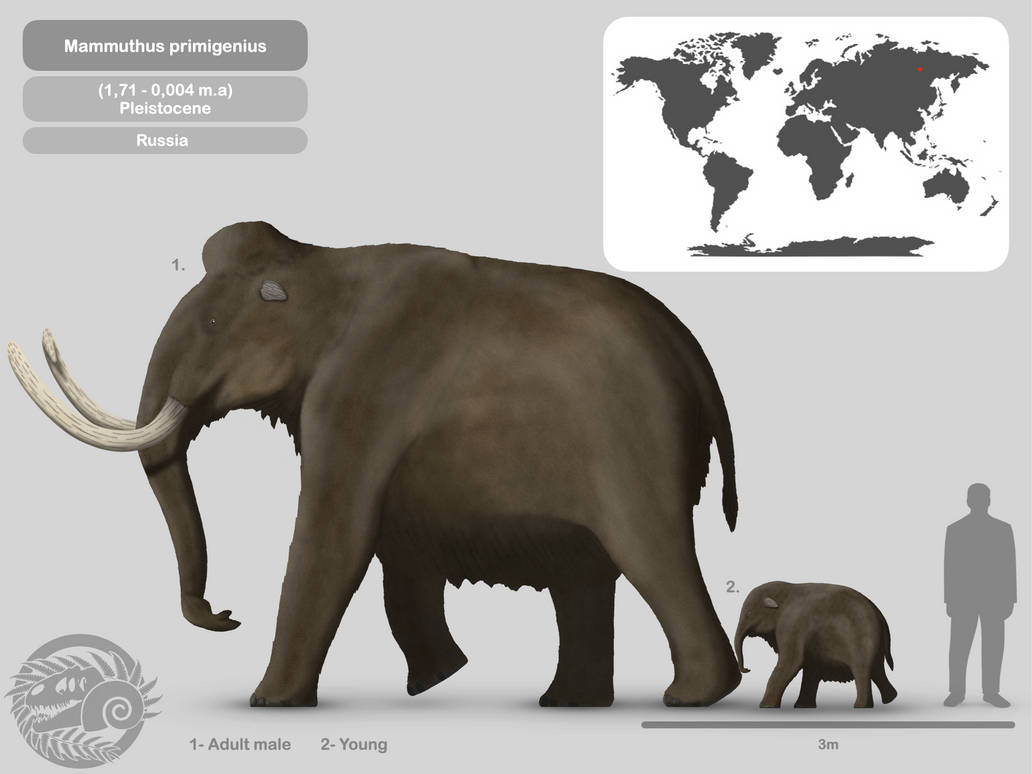 Mammuthus primigenius
(1,71 - 0,004 m.a)
Pleistocene
Russia
1.
2.
1- Adult male 2- Young
3m